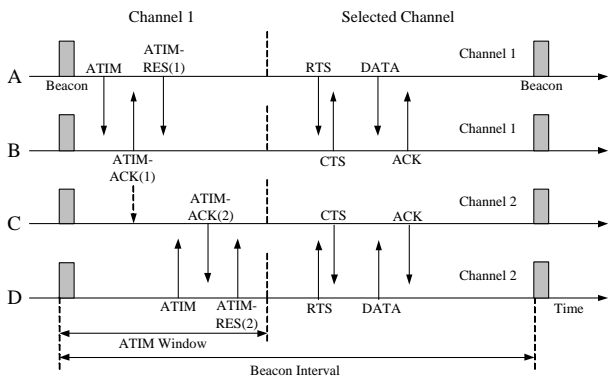 Channel 1
Selected Channel
ATIM-
RES(1)
ATIM
RTS
DATA
Channel 1
A
Beacon
Beacon
Channel 1
B
ATIM-
ACK(1)
CTS
ACK
ATIM-
ACK(2)
CTS
ACK
Channel 2
C
Channel 2
D
ATIM
ATIM-
RES(2)
RTS
DATA
Time
ATIM Window
Beacon Interval